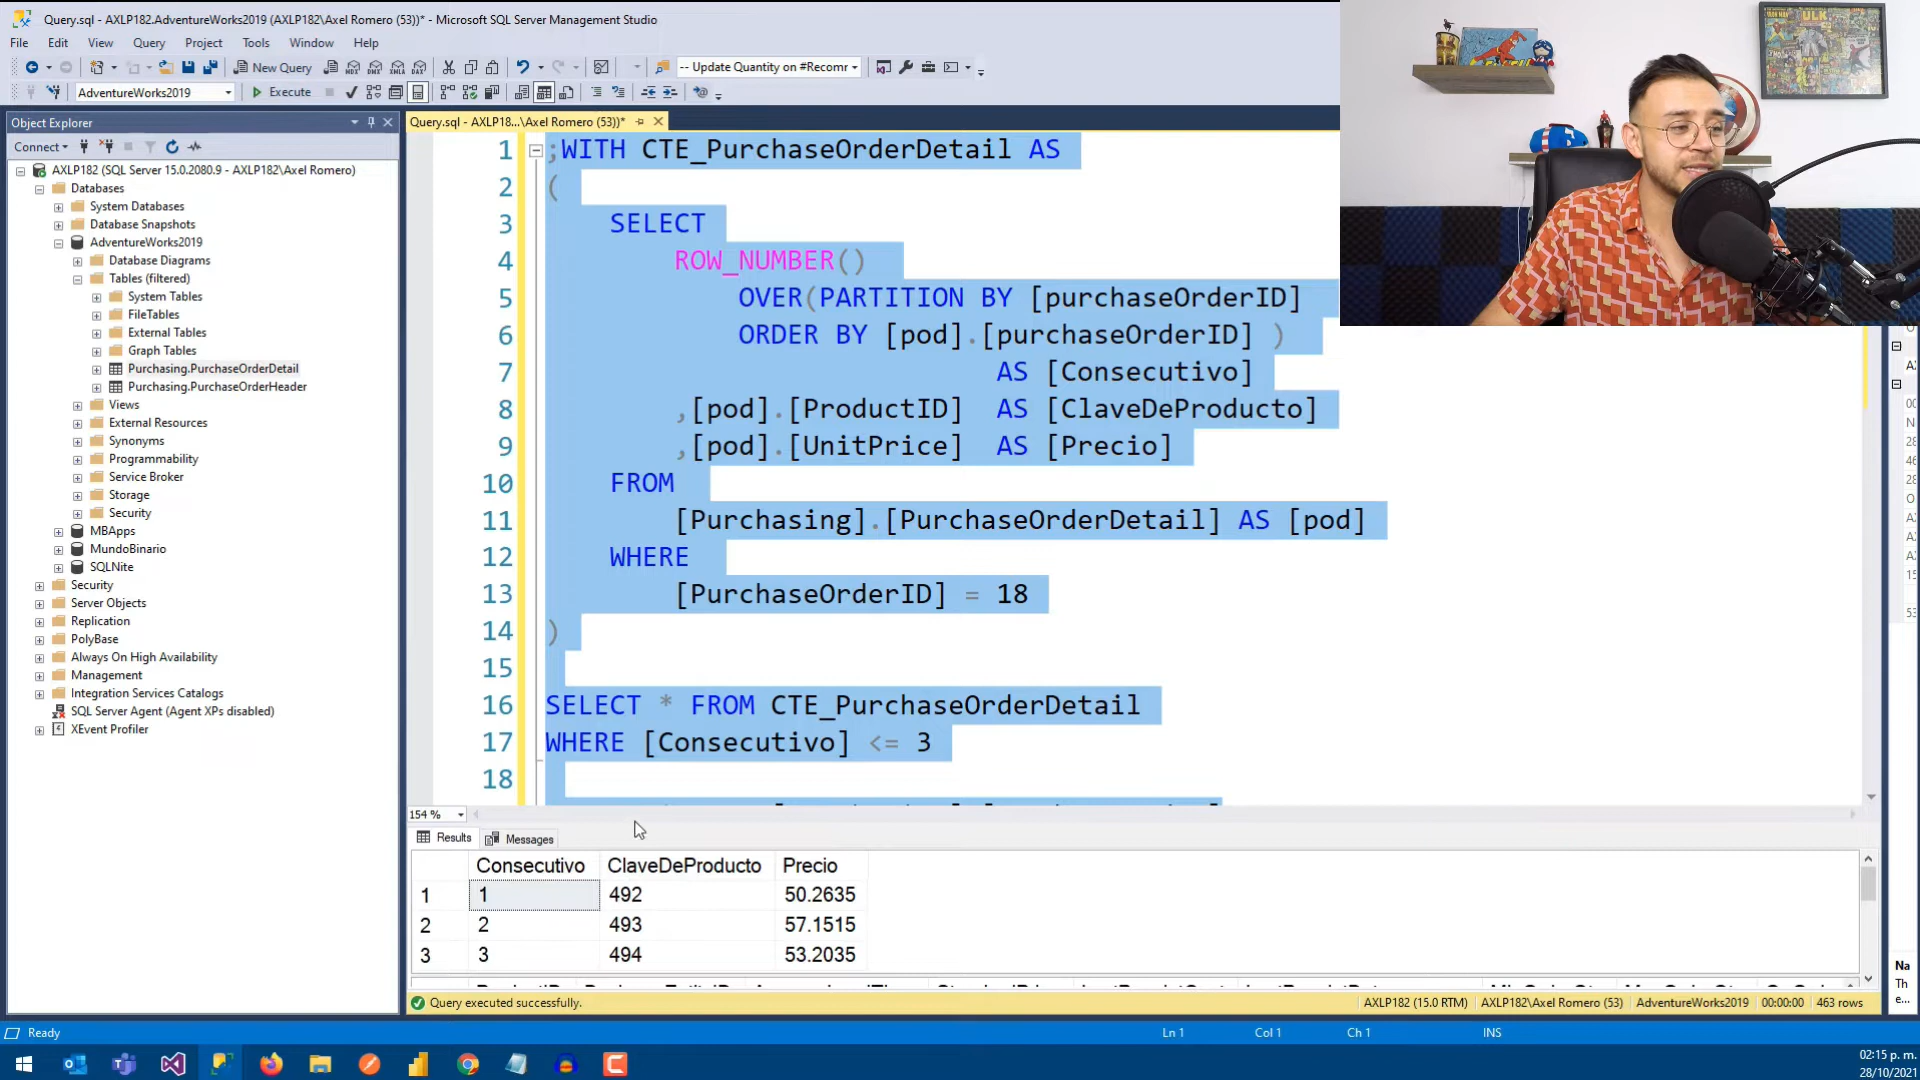 Query.sql - AXLP182.AdventureWorks2019 (AXLP182\Axel Romero (53))* - Microsoft SQL Server Management Studio
File Edit View Query Project Tools Window Help
New Query
-- Update Quantity on #Recomr
AdventureWorks2019
Execute
Object Explorer
Query.sql - AXLP18...\Axel Romero (53))*
Connect
AXLP182 (SQL Server 15.0.2080.9 - AXLP182\Axel Romero)
Databases
System Databases
Database Snapshots
AdventureWorks2019
Database Diagrams
Tables (filtered)
System Tables
FileTables
External Tables
Graph Tables
Purchasing.PurchaseOrderDetail
Purchasing.PurchaseOrderHeader
Views
External Resources
Synonyms
Programmability
Service Broker
Storage
Security
MBApps
MundoBinario
SQLNite
Security
Server Objects
Replication
PolyBase
Always On High Availability
Management
Integration Services Catalogs
SQL Server Agent (Agent XPs disabled)
XEvent Profiler
1 ;WITH CTE_PurchaseOrderDetail AS
2 (
3 SELECT
4 ROW_NUMBER()
5 OVER(PARTITION BY [purchaseOrderID]
6 ORDER BY [pod].[purchaseOrderID] )
7 AS [Consecutivo]
8 ,[pod].[ProductID] AS [ClaveDeProducto]
9 ,[pod].[UnitPrice] AS [Precio]
10 FROM
11 [Purchasing].[PurchaseOrderDetail] AS [pod]
12 WHERE
13 [PurchaseOrderID] = 18
14 )
15
16 SELECT * FROM CTE_PurchaseOrderDetail
17 WHERE [Consecutivo] <= 3
18
154 %
Results Messages
Consecutivo ClaveDeProducto Precio
1 1 492 50.2635
2 2 493 57.1515
3 3 494 53.2035
Query executed successfully.
AXLP182 (15.0 RTM) AXLP182\Axel Romero (53) AdventureWorks2019 00:00:00 463 rows
Na
Th
e...
Ready
Ln 1 Col 1 Ch 1 INS
02:15 p. m.
28/10/2021